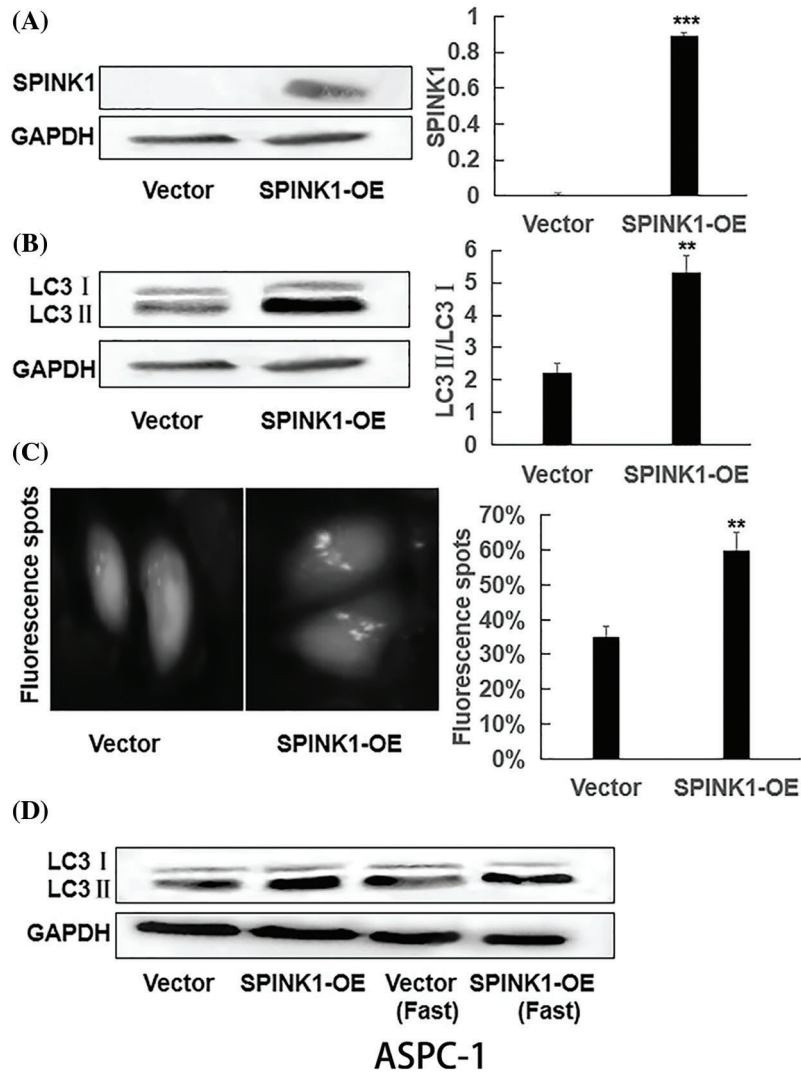 (A)
SPINK1
GAPDH
Vector SPINK1-OE
SPINK1
1
0.8
0.6
0.4
0.2
0
***
Vector SPINK1-OE
(B)
LC3 Ⅰ
LC3 Ⅱ
GAPDH
Vector SPINK1-OE
LC3 Ⅱ/LC3 Ⅰ
6
5
4
3
2
1
0
**
Vector SPINK1-OE
(C)
Fluorescence spots
Vector SPINK1-OE
Fluorescence spots
70%
60%
50%
40%
30%
20%
10%
0%
**
Vector SPINK1-OE
(D)
LC3 Ⅰ
LC3 Ⅱ
GAPDH
Vector SPINK1-OE Vector SPINK1-OE
(Fast) (Fast)
ASPC-1